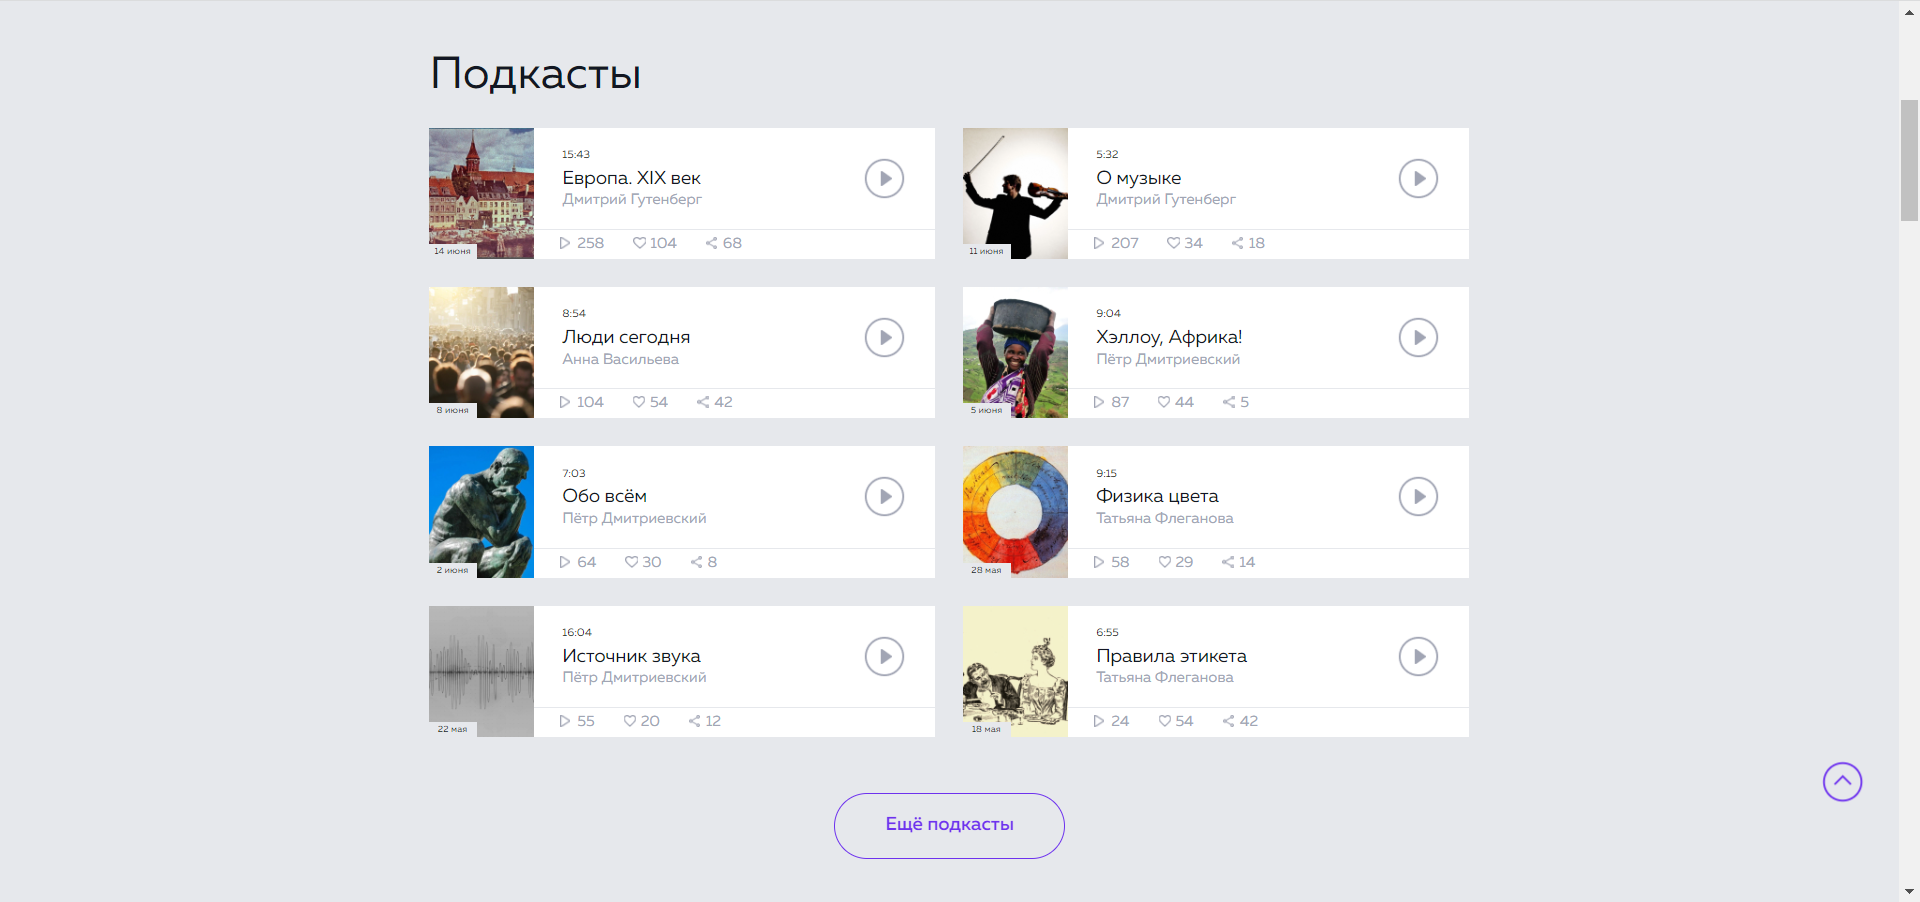 Подкасты
15:43
Европа. XIX век
Дмитрий Гутенберг
258 104 68
14 июня
5:32
О музыке
Дмитрий Гутенберг
207 34 18
11 июня
8:54
Люди сегодня
Анна Васильева
104 54 42
8 июня
9:04
Хэллоу, Африка!
Пётр Дмитриевский
87 44 5
5 июня
7:03
Обо всём
Пётр Дмитриевский
64 30 8
2 июня
9:15
Физика цвета
Татьяна Флеганова
58 29 14
28 мая
16:04
Источник звука
Пётр Дмитриевский
55 20 12
22 мая
6:55
Правила этикета
Татьяна Флеганова
24 54 42
18 мая
Ещё подкасты